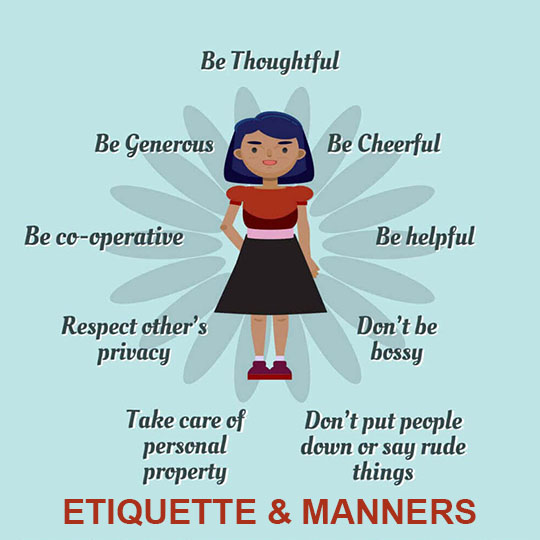 Be Thoughtful
Be Generous
Be Cheerful
Be co-operative
Be helpful
Respect other's
privacy
Don't be
bossy
Take care of
personal
property
Don't put people
down or say rude
things
ETIQUETTE & MANNERS